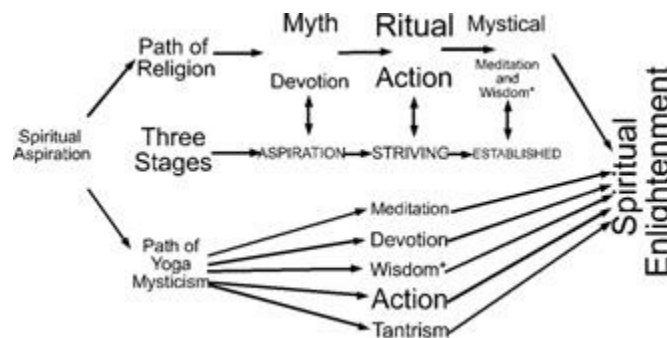 Myth
Ritual
Mystical
Path of
Religion
Devotion
Action
Meditation
and
Wisdom*
Spiritual
Aspiration
Three
Stages
ASPIRATION
STRIVING
ESTABLISHED
Path of
Yoga
Mysticism
Meditation
Devotion
Wisdom*
Action
Tantrism
Spiritual
Enlightenment